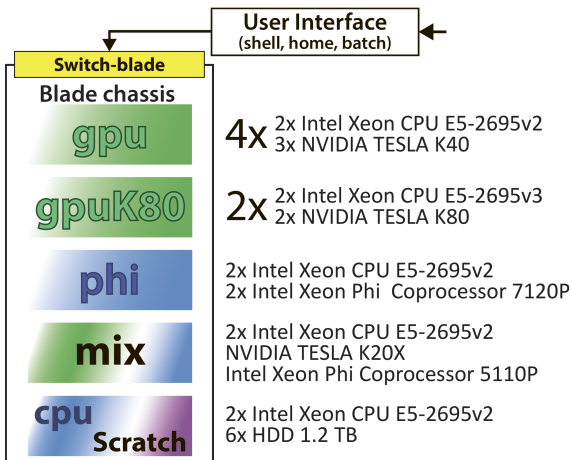 User Interface
(shell, home, batch)
Switch-blade
Blade chassis
gpu
4x
2x Intel Xeon CPU E5-2695v2
3x NVIDIA TESLA K40
gpuK80
2x
2x Intel Xeon CPU E5-2695v3
2x NVIDIA TESLA K80
phi
2x Intel Xeon CPU E5-2695v2
2x Intel Xeon Phi Coprocessor 7120P
mix
2x Intel Xeon CPU E5-2695v2
NVIDIA TESLA K20X
Intel Xeon Phi Coprocessor 5110P
cpu
Scratch
2x Intel Xeon CPU E5-2695v2
6x HDD 1.2 TB